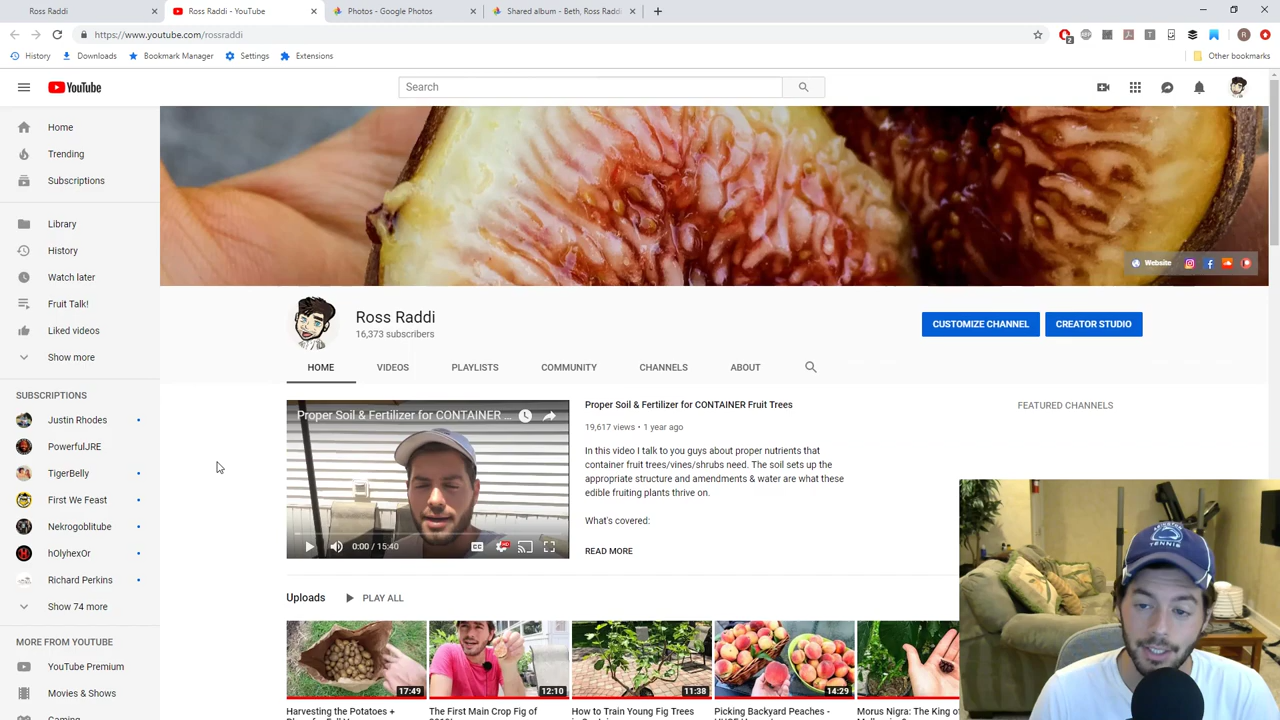 Ross Raddi
Ross Raddi - YouTube
Photos - Google Photos
Shared album - Beth, Ross Raddi
https://www.youtube.com/rossraddi
2
R
History
Downloads
Bookmark Manager
Settings
Extensions
Other bookmarks
YouTube
Search
Home
Trending
Subscriptions
Library
History
Watch later
Fruit Talk!
Liked videos
Show more
SUBSCRIPTIONS
Justin Rhodes
PowerfulJRE
TigerBelly
First We Feast
Nekrogoblitube
h0lyhexOr
Richard Perkins
Show 74 more
MORE FROM YOUTUBE
YouTube Premium
Movies & Shows
Gaming
Website
Ross Raddi
16,373 subscribers
CUSTOMIZE CHANNEL
CREATOR STUDIO
HOME
VIDEOS
PLAYLISTS
COMMUNITY
CHANNELS
ABOUT
Proper Soil & Fertilizer for CONTAINER ...
0:00 / 15:40
HD
Proper Soil & Fertilizer for CONTAINER Fruit Trees
19,617 views • 1 year ago
In this video I talk to you guys about proper nutrients that
container fruit trees/vines/shrubs need. The soil sets up the
appropriate structure and amendments & water are what these
edible fruiting plants thrive on.
What's covered:
READ MORE
FEATURED CHANNELS
Uploads
PLAY ALL
17:49
12:10
11:38
14:29
Harvesting the Potatoes +
The First Main Crop Fig of
How to Train Young Fig Trees
Picking Backyard Peaches -
Morus Nigra: The King of
TENNIS